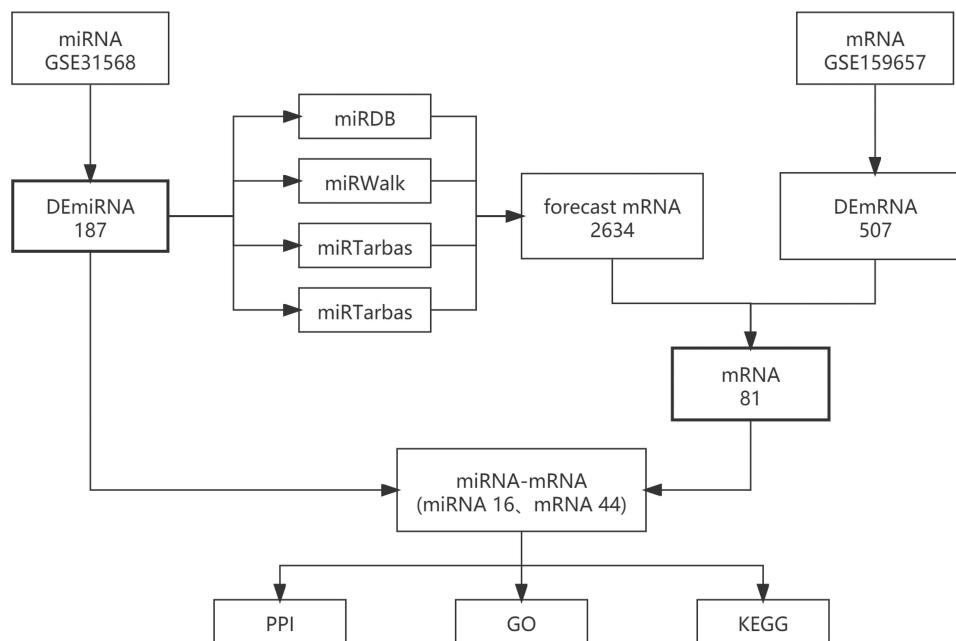 miRNA
GSE31568
mRNA
GSE159657
miRDB
miRWalk
miRTarbas
miRTarbas
DEmiRNA
187
forecast mRNA
2634
DEmRNA
507
mRNA
81
miRNA-mRNA
(miRNA 16、mRNA 44)
PPI
GO
KEGG